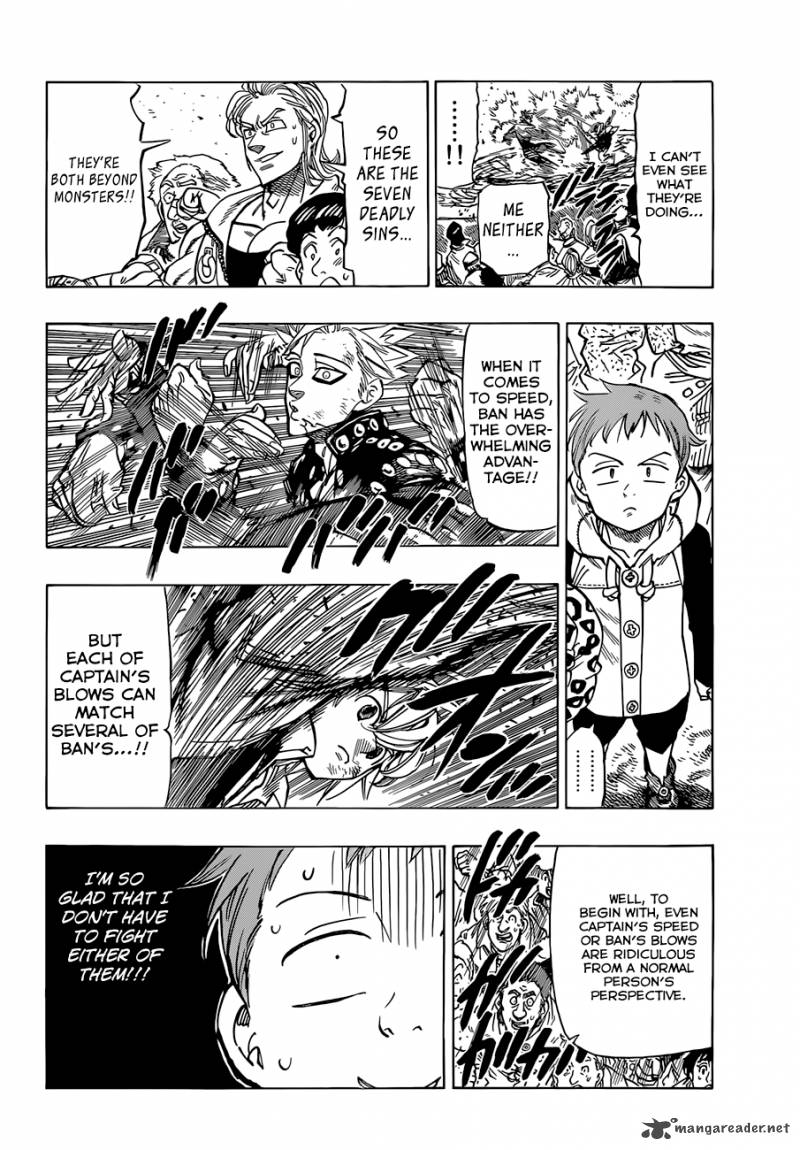 I CAN'T
EVEN SEE
WHAT
THEY'RE
DOING...
ME
NEITHER
...
......!!
SO
THESE
ARE THE
SEVEN
DEADLY
SINS...
THEY'RE
BOTH BEYOND
MONSTERS!!
..........
WHEN IT
COMES
TO SPEED,
BAN HAS
THE OVER-
WHELMING
ADVAN-
TAGE!!
BUT
EACH OF
CAPTAIN'S
BLOWS CAN
MATCH
SEVERAL OF
BAN'S...!!
WELL, TO
BEGIN WITH, EVEN
CAPTAIN'S SPEED
OR BAN'S BLOWS
ARE RIDICULOUS
FROM A NORMAL
PERSON'S
PERSPECTIVE.
I'M SO
GLAD THAT I
DON'T HAVE
TO FIGHT
EITHER OF
THEM!!!
mangareader.net